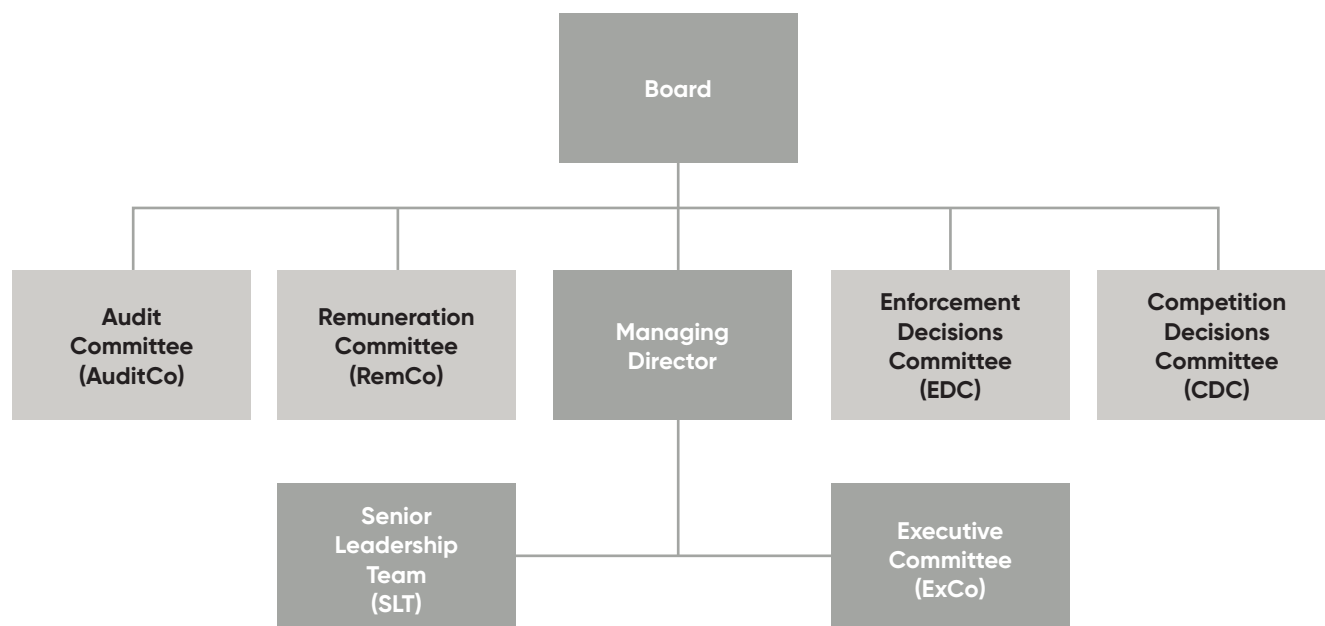 Board
Audit
Committee
(AuditCo)
Remuneration
Committee
(RemCo)
Managing
Director
Enforcement
Decisions
Committee
(EDC)
Competition
Decisions
Committee
(CDC)
Senior
Leadership
Team
(SLT)
Executive
Committee
(ExCo)